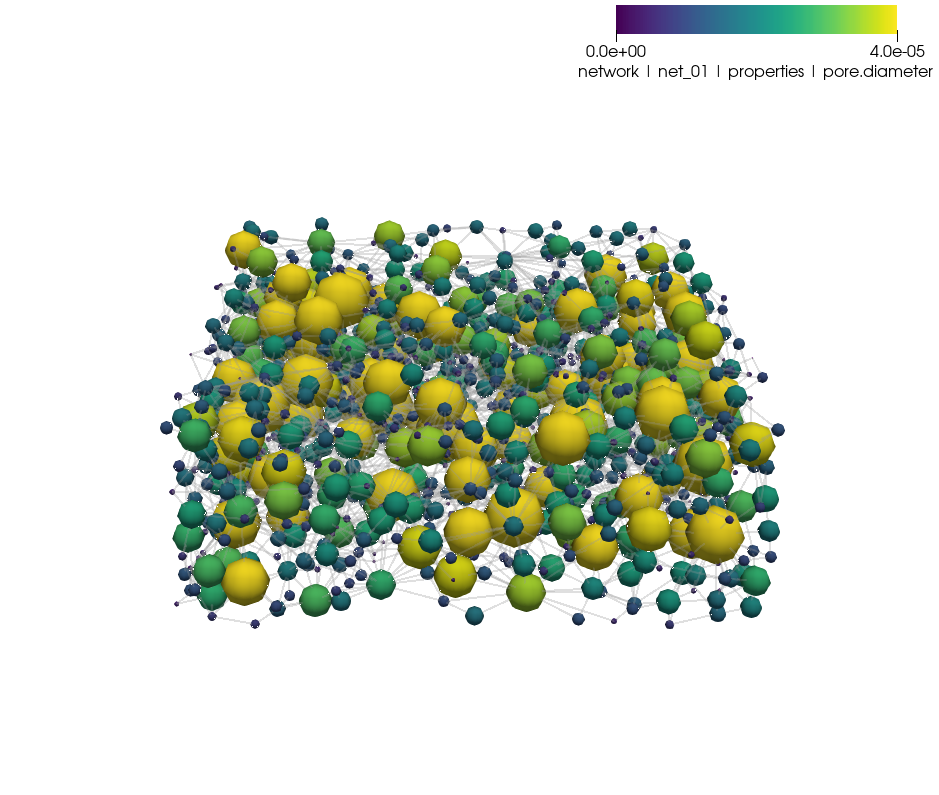 0.0e+00 4.0e-05
network | net_01 | properties | pore.diameter